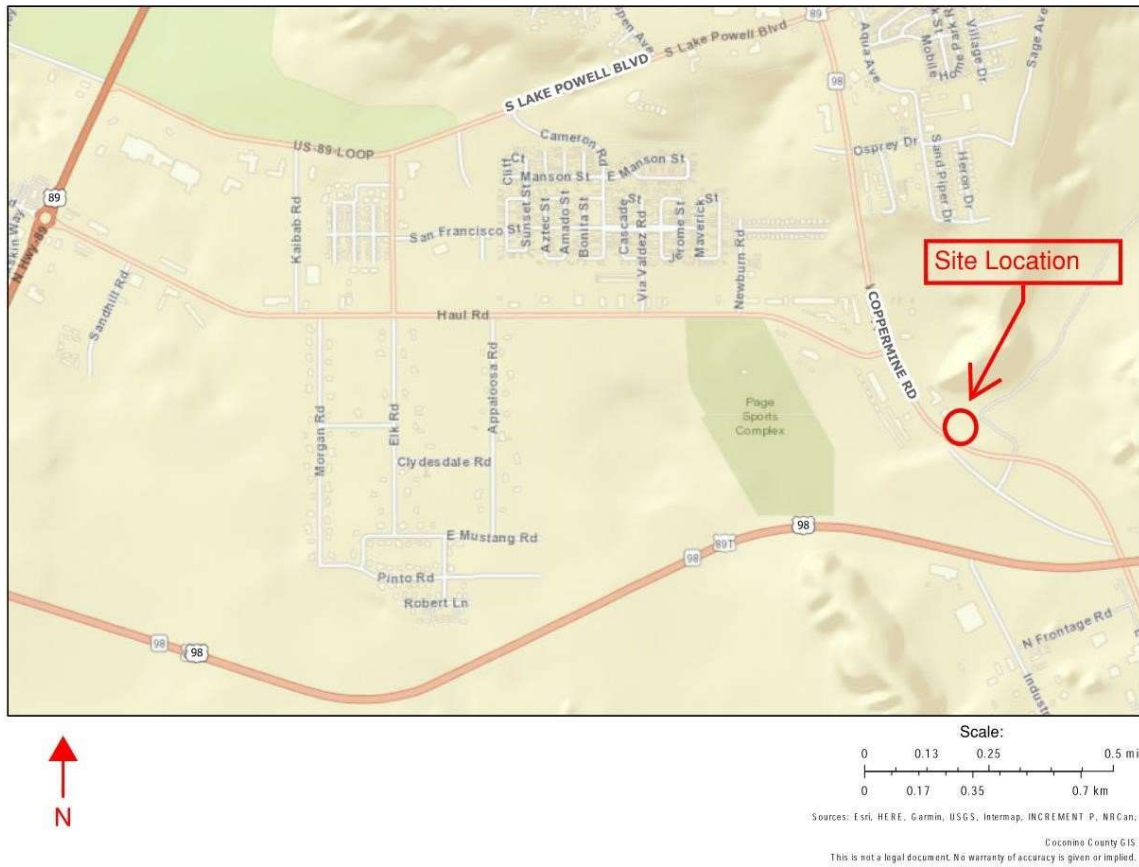 89
S Lake Powell Blvd
S LAKE POWELL BLVD
98
Aqua Ave
Mobile
Village Dr
Sage Ave
US-89-LOOP
Cameron Rd
Cliff
Ct
Manson St
E Manson St
Osprey Dr
Sand Piper Dr
Heron Dr
89
N Hwy-89
Kaibab Rd
San Francisco St
Sunset St
Aztec St
Amado St
Bonita St
Cascade St
Via Valdez Rd
Jerome St
Maverick St
Newburn Rd
Sandhill Rd
Site Location
Haul Rd
COPPERMINE RD
Morgan Rd
Elk Rd
Appaloosa Rd
Page
Sports
Complex
Clydesdale Rd
E Mustang Rd
98
89T
98
Pinto Rd
Robert Ln
98
98
N Frontage Rd
N
Scale:
0 0.13 0.25 0.5 mi
0 0.17 0.35 0.7 km
Sources: Esri, HERE, Garmin, USGS, Intermap, INCREMENT P, NRCan,
Coconino County GIS
This is not a legal document. No warranty of accuracy is given or implied.